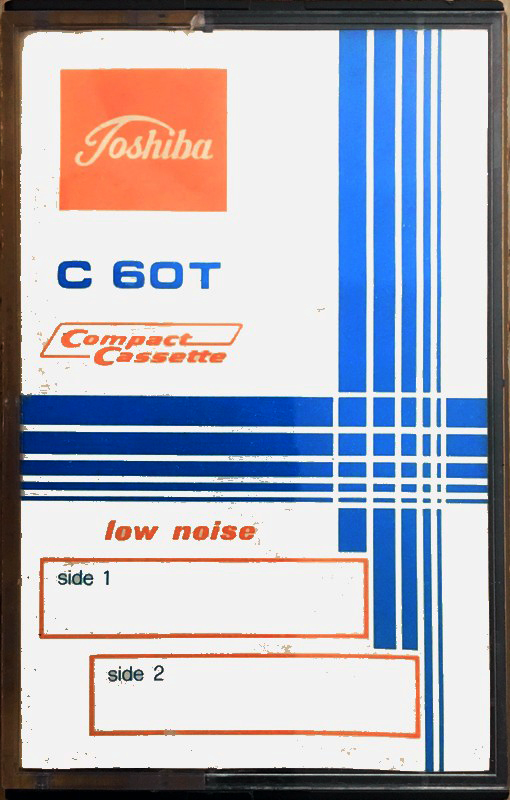 Toshiba
C 60T
Compact
Cassette
low noise
side 1
side 2